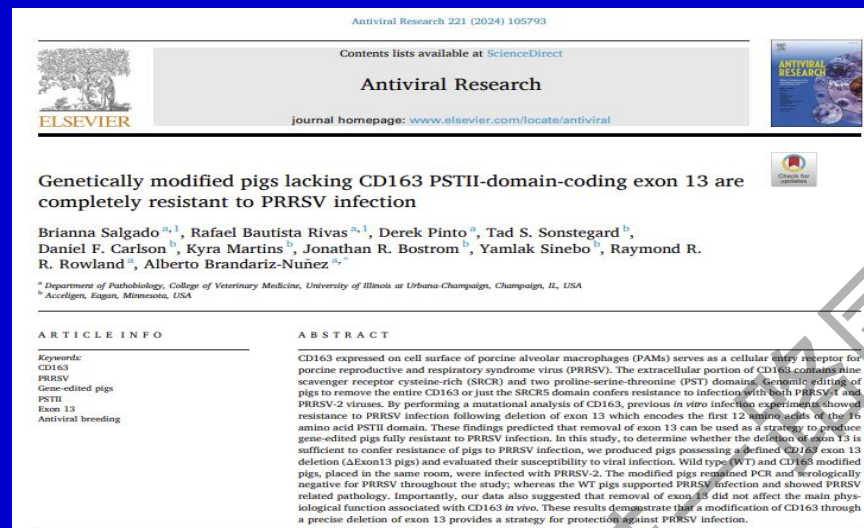 Antiviral Research 221 (2024) 105793
Contents lists available at ScienceDirect
Antiviral Research
journal homepage: www.elsevier.com/locate/antiviral
ELSEVIER
ANTIVIRAL
RESEARCH
Check for
updates
Genetically modified pigs lacking CD163 PSTII-domain-coding exon 13 are
completely resistant to PRRSV infection
Brianna Salgado a,1, Rafael Bautista Rivas a,1, Derek Pinto a, Tad S. Sonstegard b,
Daniel F. Carlson b, Kyra Martins b, Jonathan R. Bostrom b, Yamlak Sinebo b, Raymond R.
R. Rowland a, Alberto Brandariz-Nuñez a,*
a Department of Pathobiology, College of Veterinary Medicine, University of Illinois at Urbana-Champaign, Champaign, IL, USA
b Acceligen, Eagan, Minnesota, USA
ARTICLE INFO
Keywords:
CD163
PRRSV
Gene-edited pigs
PSTII
Exon 13
Antiviral breeding
ABSTRACT
CD163 expressed on cell surface of porcine alveolar macrophages (PAMs) serves as a cellular entry receptor for
porcine reproductive and respiratory syndrome virus (PRRSV). The extracellular portion of CD163 contains nine
scavenger receptor cysteine-rich (SRCR) and two proline-serine-threonine (PST) domains. Genomic editing of
pigs to remove the entire CD163 or just the SRCR5 domain confers resistance to infection with both PRRSV-1 and
PRRSV-2 viruses. By performing a mutational analysis of CD163, previous in vitro infection experiments showed
resistance to PRRSV infection following deletion of exon 13 which encodes the first 12 amino acids of the 16
amino acid PSTII domain. These findings predicted that removal of exon 13 can be used as a strategy to produce
gene-edited pigs fully resistant to PRRSV infection. In this study, to determine whether the deletion of exon 13 is
sufficient to confer resistance of pigs to PRRSV infection, we produced pigs possessing a defined CD163 exon 13
deletion (ΔExon13 pigs) and evaluated their susceptibility to viral infection. Wild type (WT) and CD163 modified
pigs, placed in the same room, were infected with PRRSV-2. The modified pigs remained PCR and serologically
negative for PRRSV throughout the study; whereas the WT pigs supported PRRSV infection and showed PRRSV
related pathology. Importantly, our data also suggested that removal of exon 13 did not affect the main phys-
iological function associated with CD163 in vivo. These results demonstrate that a modification of CD163 through
a precise deletion of exon 13 provides a strategy for protection against PRRSV infection.